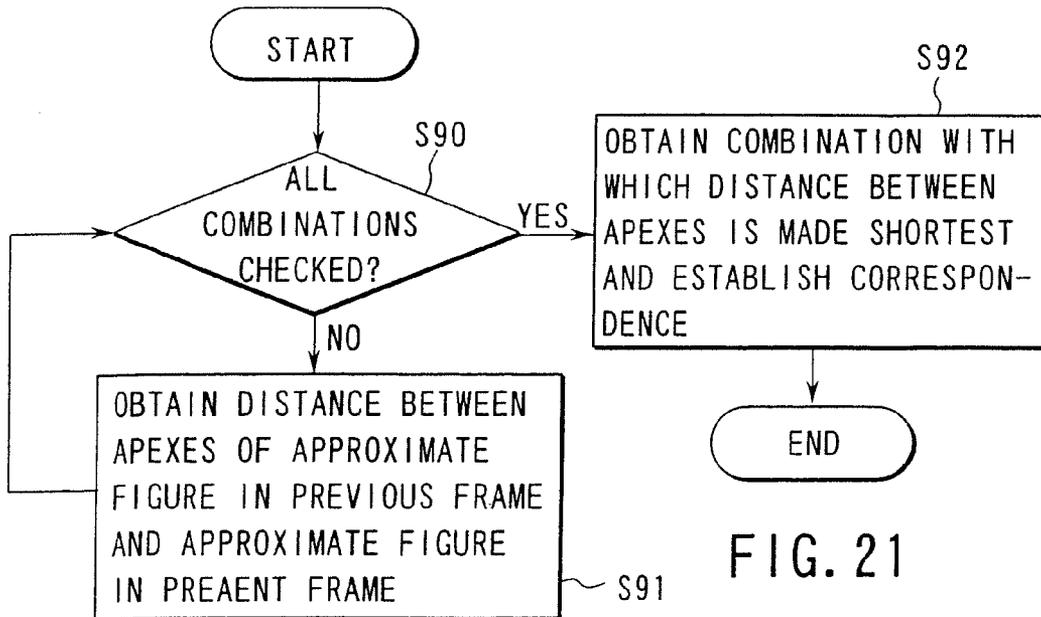 START
S90
ALL
COMBINATIONS
CHECKED?
YES
NO
S92
OBTAIN COMBINATION WITH
WHICH DISTANCE BETWEEN
APEXES IS MADE SHORTEST
AND ESTABLISH CORRESPON-
DENCE
OBTAIN DISTANCE BETWEEN
APEXES OF APPROXIMATE
FIGURE IN PREVIOUS FRAME
AND APPROXIMATE FIGURE
IN PREAENT FRAME
S91
END
FIG. 21